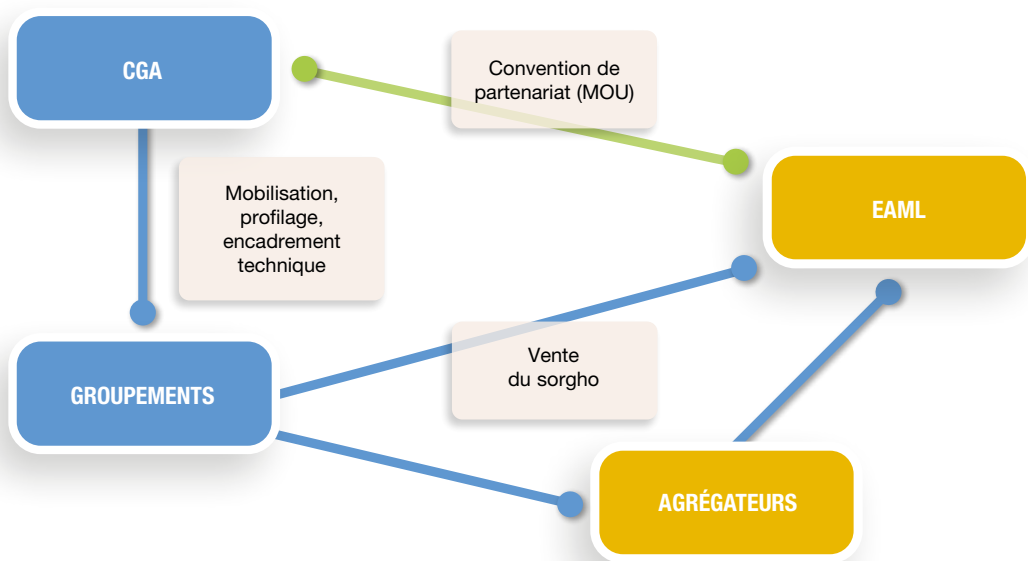 CGA
Convention de
partenariat (MOU)
Mobilisation,
profilage,
encadrement
technique
EAML
Vente
du sorgho
GROUPEMENTS
AGRÉGATEURS